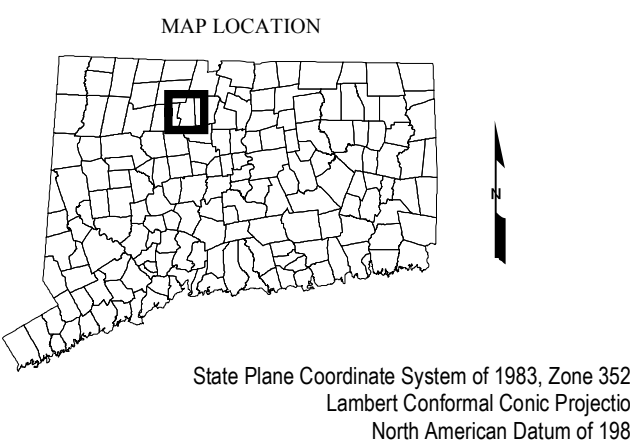 MAP LOCATION
N
State Plane Coordinate System of 1983, Zone 352
Lambert Conformal Conic Projectio
North American Datum of 198